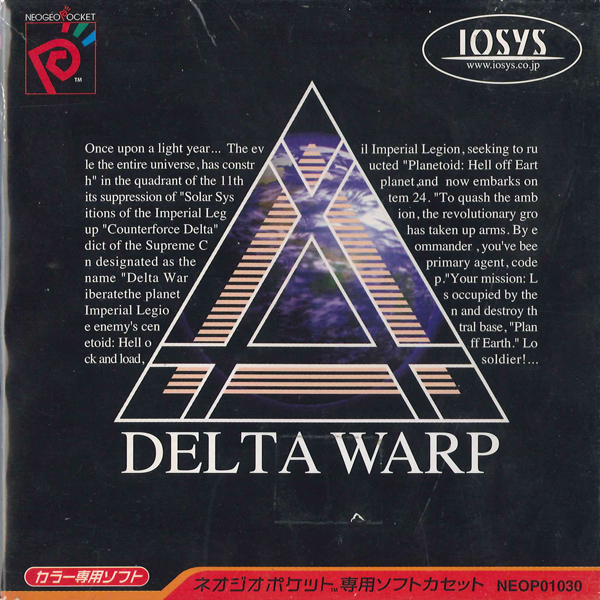 NEOGEO POCKET
TM
IOSYS
www.iosys.co.jp
Once upon a light year... The ev il Imperial Legion, seeking to ru
le the entire universe, has constr ucted "Planetoid: Hell off Eart
h" in the quadrant of the 11th planet,and now embarks on
its suppression of "Solar Sys tem 24. "To quash the amb
itions of the Imperial Leg ion, the revolutionary gro
up "Counterforce Delta" has taken up arms. By e
dict of the Supreme C ommander , you've bee
n designated as the primary agent, code
name "Delta War p."Your mission: L
iberatethe planet s occupied by the
Imperial Legio n and destroy th
e enemy's cen tral base, "Plan
etoid: Hell o ff Earth." Lo
ck and load, soldier!...
DELTA WARP
カラー専用ソフト
ネオジオポケット™専用ソフトカセット NEOP01030